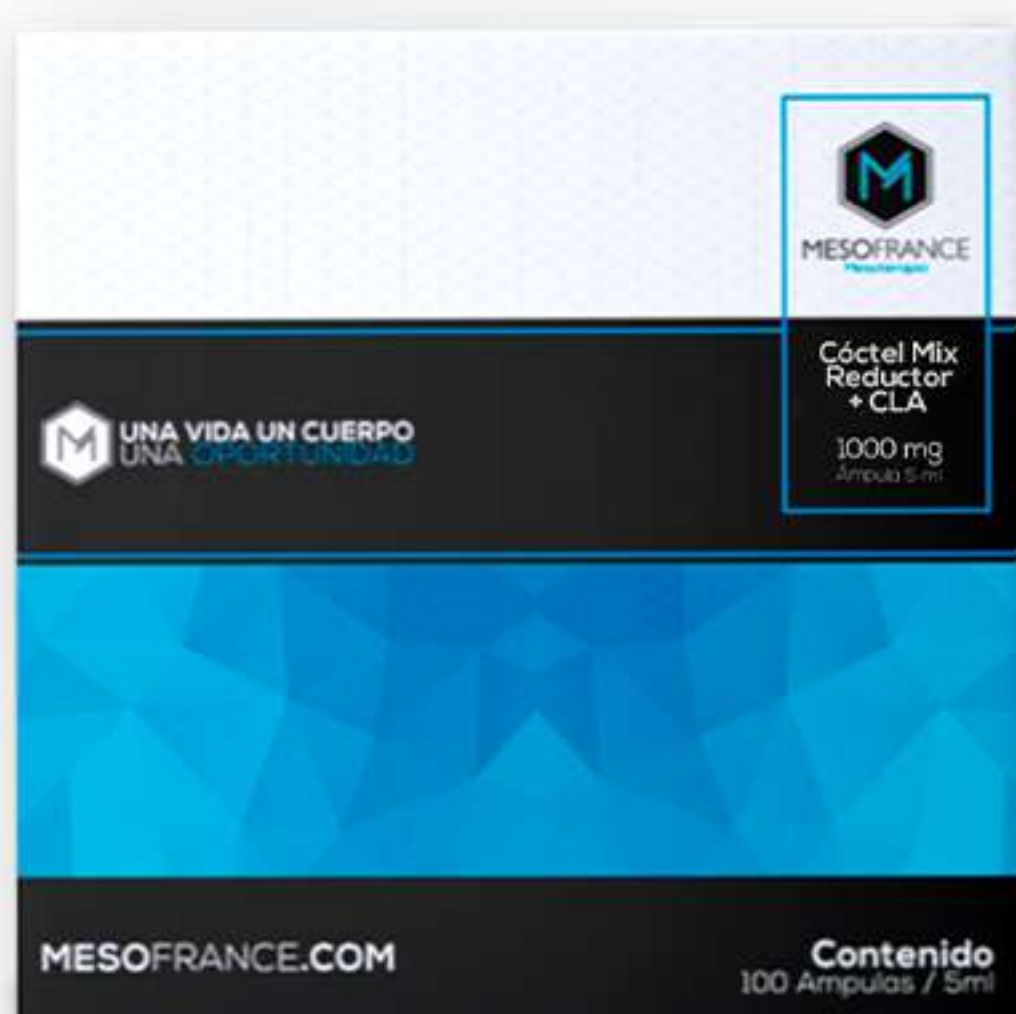 M
MESOFRANCE
Mesoterapia
Cóctel Mix
Reductor
+ CLA
1000 mg
Ampula 5 ml
M
UNA VIDA UN CUERPO
UNA OPORTUNIDAD
MESOFRANCE.COM
Contenido
100 Ampulas / 5ml